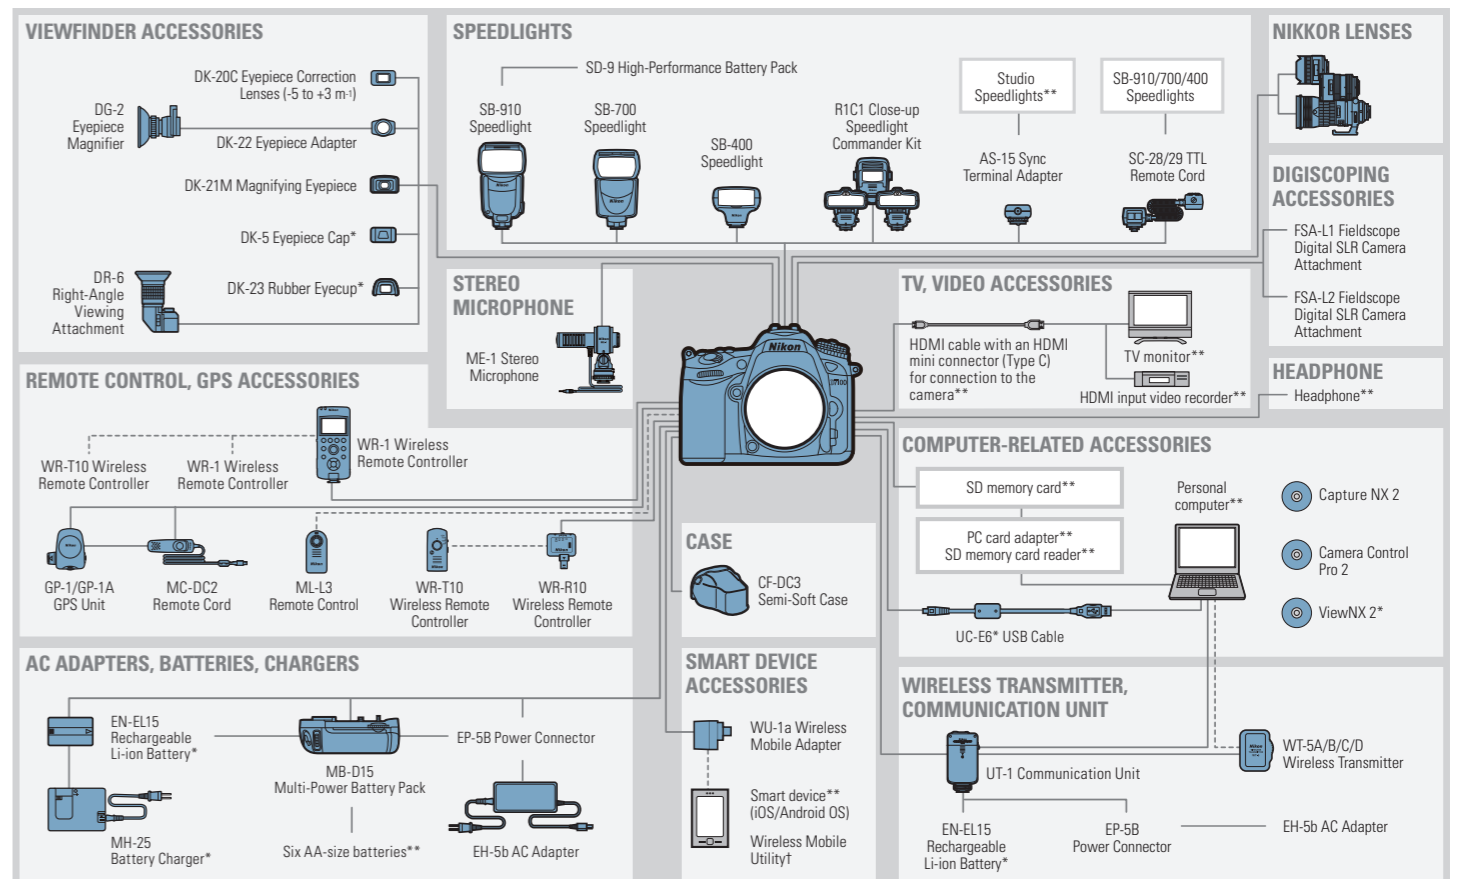 VIEWFINDER ACCESSORIES
DK-20C Eyepiece Correction
Lenses (-5 to +3 m-1)
DG-2
Eyepiece
Magnifier
DK-22 Eyepiece Adapter
DK-21M Magnifying Eyepiece
DK-5 Eyepiece Cap*
DR-6
Right-Angle
Viewing
Attachment
DK-23 Rubber Eyecup*
SPEEDLIGHTS
SD-9 High-Performance Battery Pack
SB-910
Speedlight
SB-700
Speedlight
SB-400
Speedlight
R1C1 Close-up
Speedlight
Commander Kit
Studio
Speedlights**
AS-15 Sync
Terminal Adapter
SB-910/700/400
Speedlights
SC-28/29 TTL
Remote Cord
Nikon
Nikon
NIKKOR LENSES
DIGISCOPING
ACCESSORIES
FSA-L1 Fieldscope
Digital SLR Camera
Attachment
FSA-L2 Fieldscope
Digital SLR Camera
Attachment
STEREO
MICROPHONE
ME-1 Stereo
Microphone
Nikon
D7100
TV, VIDEO ACCESSORIES
HDMI cable with an HDMI
mini connector (Type C)
for connection to the
camera**
TV monitor**
HDMI input video recorder**
HEADPHONE
Headphone**
REMOTE CONTROL, GPS ACCESSORIES
WR-T10 Wireless
Remote Controller
WR-1 Wireless
Remote Controller
WR-1 Wireless
Remote Controller
GP-1/GP-1A
GPS Unit
MC-DC2
Remote Cord
ML-L3
Remote Control
WR-T10
Wireless Remote
Controller
WR-R10
Wireless Remote
Controller
CASE
CF-DC3
Semi-Soft Case
COMPUTER-RELATED ACCESSORIES
SD memory card**
PC card adapter**
SD memory card reader**
Personal
computer**
UC-E6* USB Cable
Capture NX 2
Camera Control
Pro 2
ViewNX 2*
AC ADAPTERS, BATTERIES, CHARGERS
EN-EL15
Rechargeable
Li-ion Battery*
MH-25
Battery Charger*
MB-D15
Multi-Power Battery Pack
Six AA-size batteries**
EP-5B Power Connector
EH-5b AC Adapter
SMART DEVICE
ACCESSORIES
WU-1a Wireless
Mobile Adapter
Smart device**
(iOS/Android OS)
Wireless Mobile
Utility†
WIRELESS TRANSMITTER,
COMMUNICATION UNIT
UT-1 Communication Unit
WT-5A/B/C/D
Wireless Transmitter
EN-EL15
Rechargeable
Li-ion Battery*
EP-5B
Power Connector
EH-5b AC Adapter